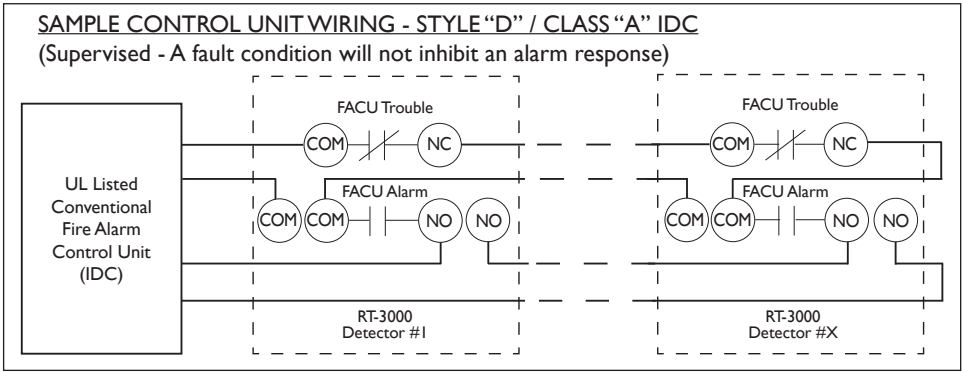 SAMPLE CONTROL UNIT WIRING - STYLE “D” / CLASS “A” IDC
(Supervised - A fault condition will not inhibit an alarm response)
UL Listed
Conventional
Fire Alarm
Control Unit
(IDC)
FACU Trouble
COM
NC
FACU Alarm
COM
COM
NO
NO
RT-3000
Detector #1
FACU Trouble
COM
NC
FACU Alarm
COM
COM
NO
NO
RT-3000
Detector #X